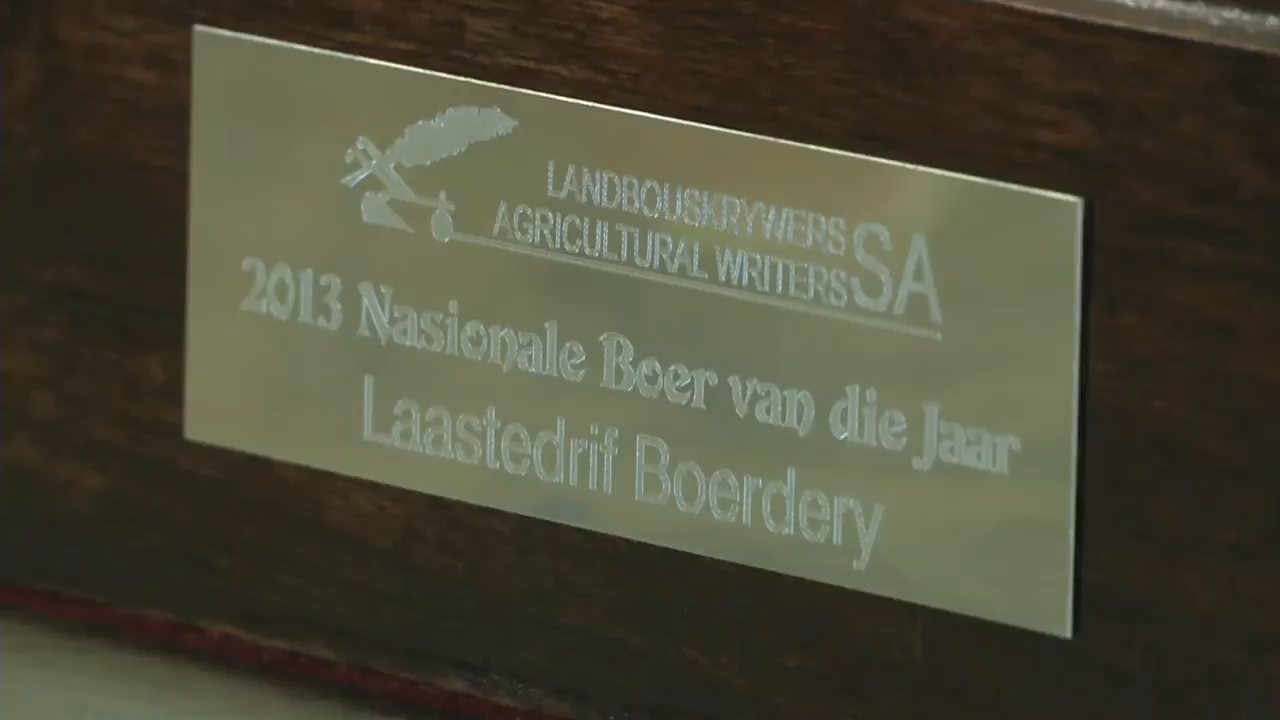 LANDBOUSKRYWERS
AGRICULTURAL WRITERS SA
2013 Nasionale Boer van die Jaar
Laastedrif Boerdery